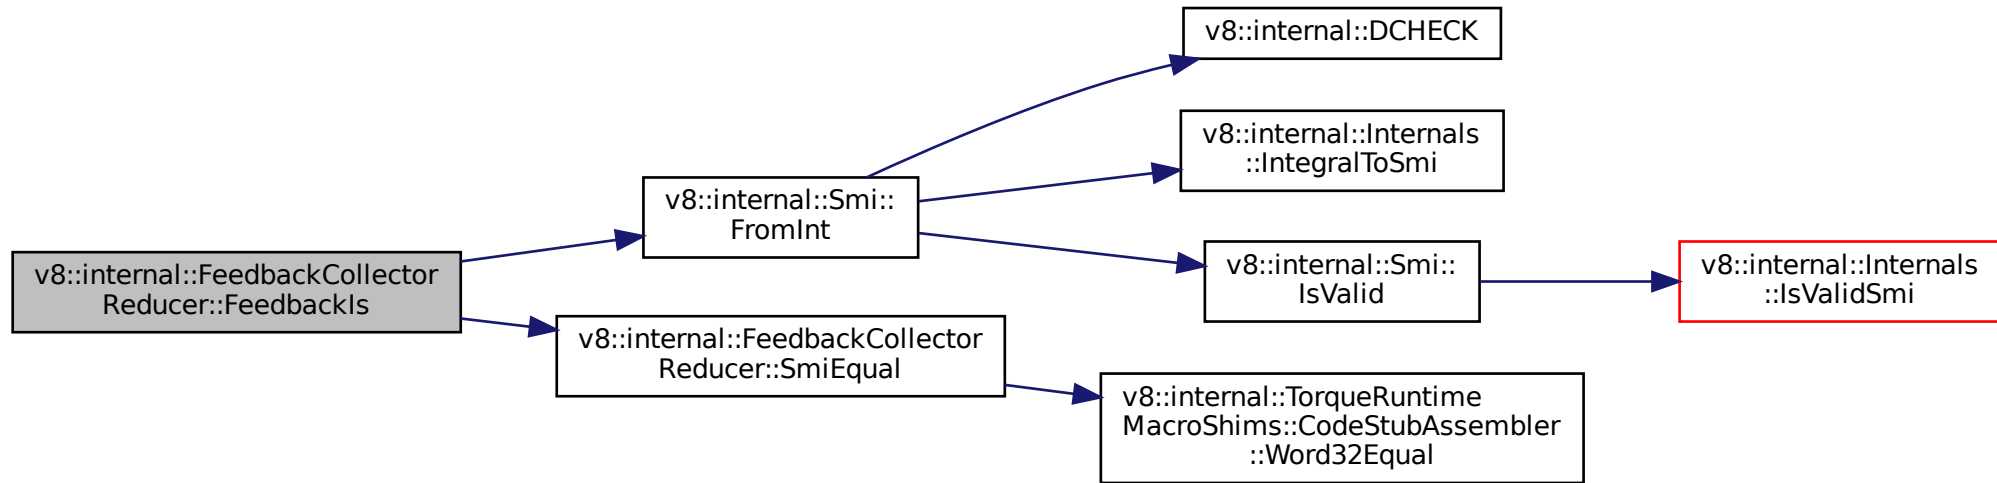 v8::internal::FeedbackCollector
Reducer::FeedbackIs
v8::internal::Smi::
FromInt
v8::internal::DCHECK
v8::internal::Internals
::IntegralToSmi
v8::internal::Smi::
IsValid
v8::internal::Internals
::IsValidSmi
v8::internal::FeedbackCollector
Reducer::SmiEqual
v8::internal::TorqueRuntime
MacroShims::CodeStubAssembler
::Word32Equal